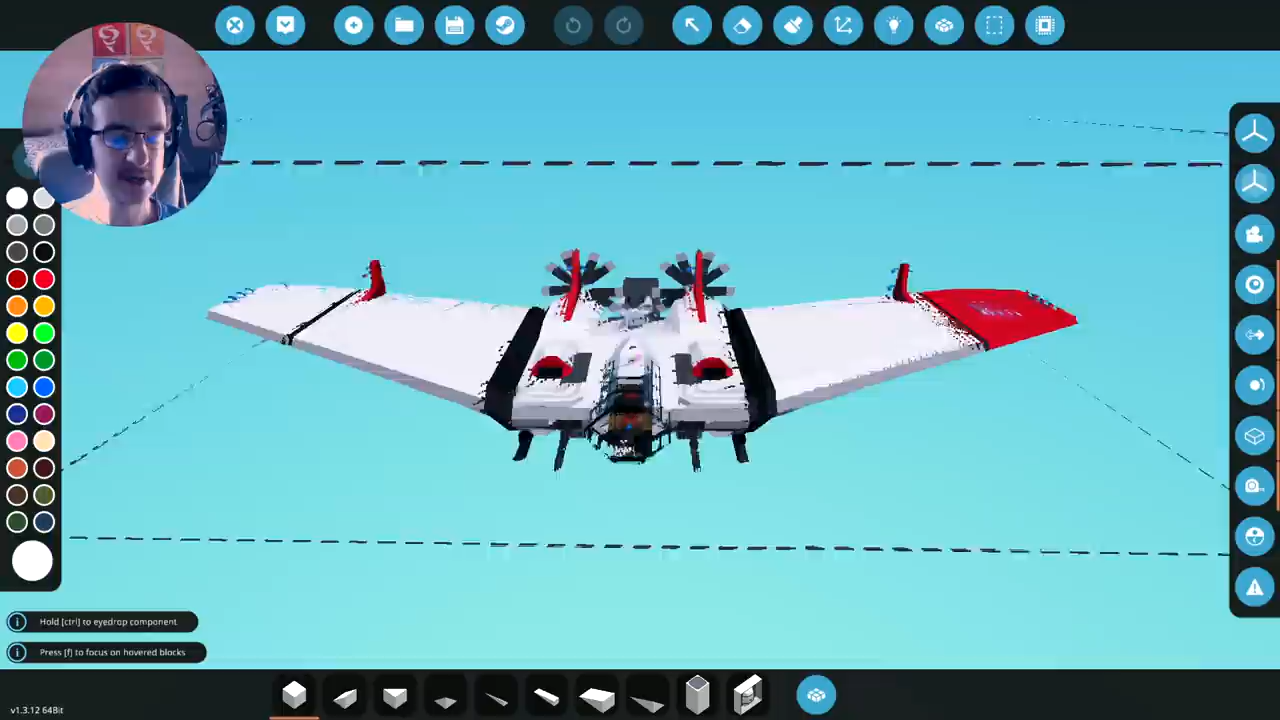 Hold [ctrl] to eyedrop component
Press [f] to focus on hovered blocks
v1.3.12 64Bit